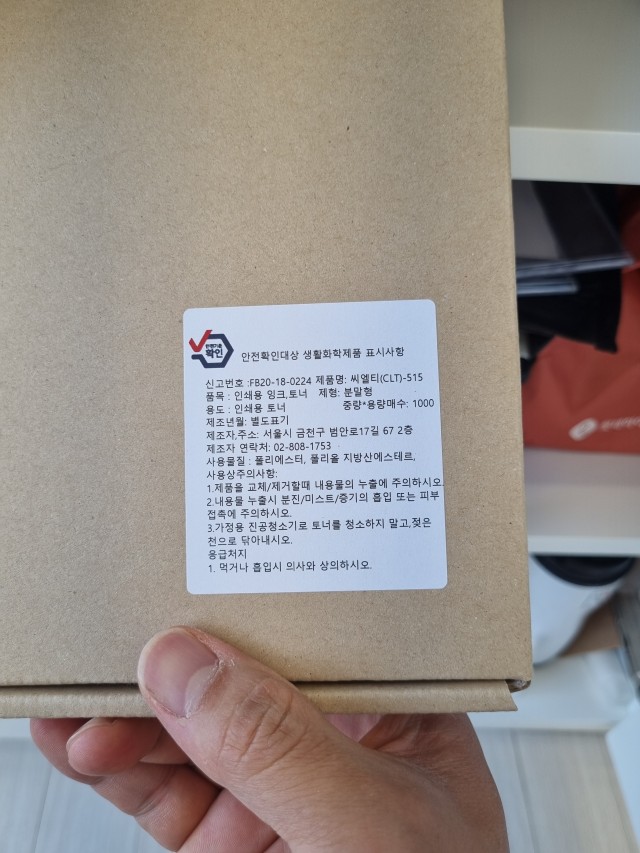 안전기준
확인
안전확인대상 생활화학제품 표시사항
신고번호 :FB20-18-0224 제품명: 씨엘티(CLT)-515
품목 : 인쇄용 잉크,토너 제형: 분말형
용도 : 인쇄용 토너 중량*용량매수: 1000
제조년월: 별도표기
제조자,주소: 서울시 금천구 범안로17길 67 2층
제조자 연락처: 02-808-1753
사용물질 : 폴리에스터, 폴리올 지방산에스테르,
사용상주의사항:
1.제품을 교체/제거할때 내용물의 누출에 주의하시오.
2.내용물 누출시 분진/미스트/증기의 흡입 또는 피부
접촉에 주의하시오.
3.가정용 진공청소기로 토너를 청소하지 말고,젖은
천으로 닦아내시오.
응급처지
1. 먹거나 흡입시 의사와 상의하시오.